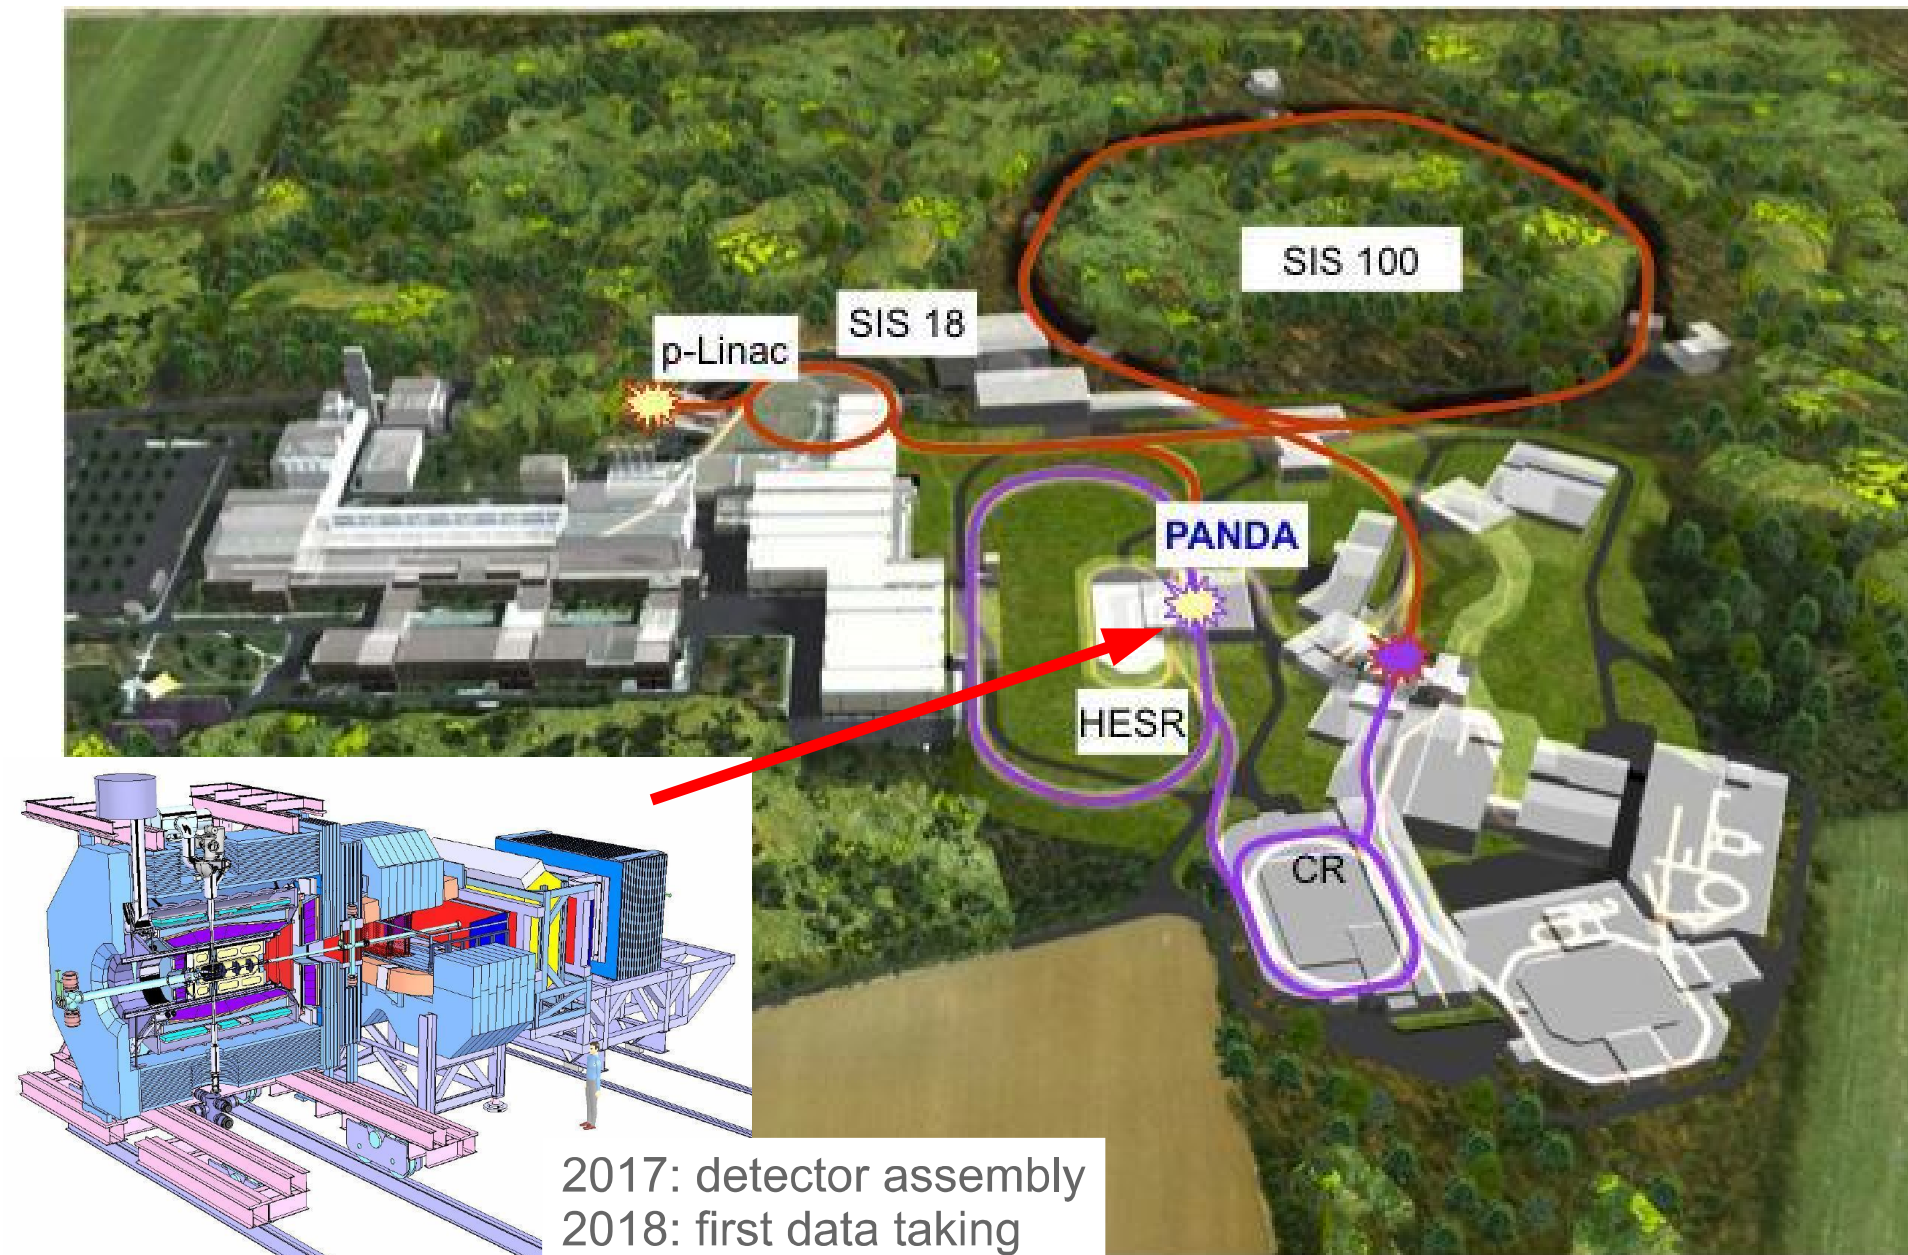 SIS 100
SIS 18
p-Linac
PANDA
HESR
CR
2017: detector assembly
2018: first data taking